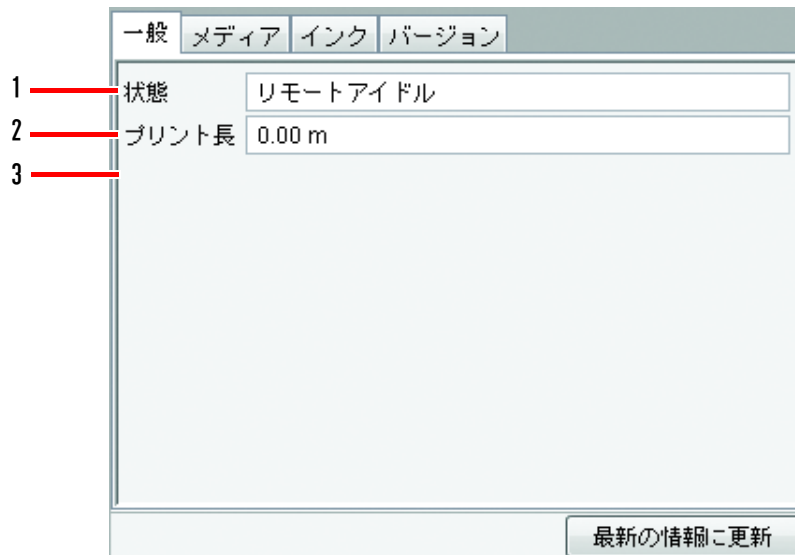 一般 メディア インク バージョン
1 状態 リモートアイドル
2 プリント長 0.00 m
3
最新の情報に更新